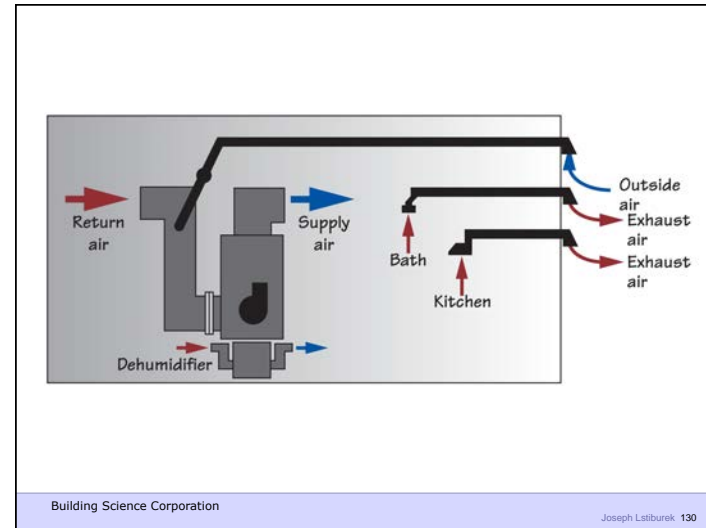 Return
air
Supply
air
Bath
Kitchen
Outside
air
Exhaust
air
Exhaust
air
Dehumidifier
Building Science Corporation
Joseph Lstiburek 130